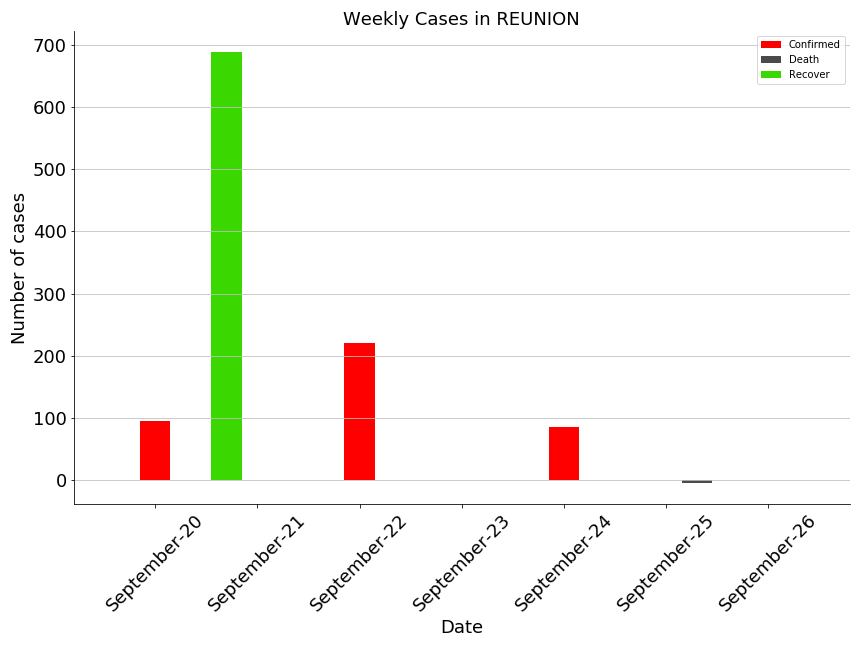 Weekly Cases in REUNION
Confirmed
Death
Recover
Number of cases
700
600
500
400
300
200
100
0
September-20
September-21
September-22
September-23
September-24
September-25
September-26
Date